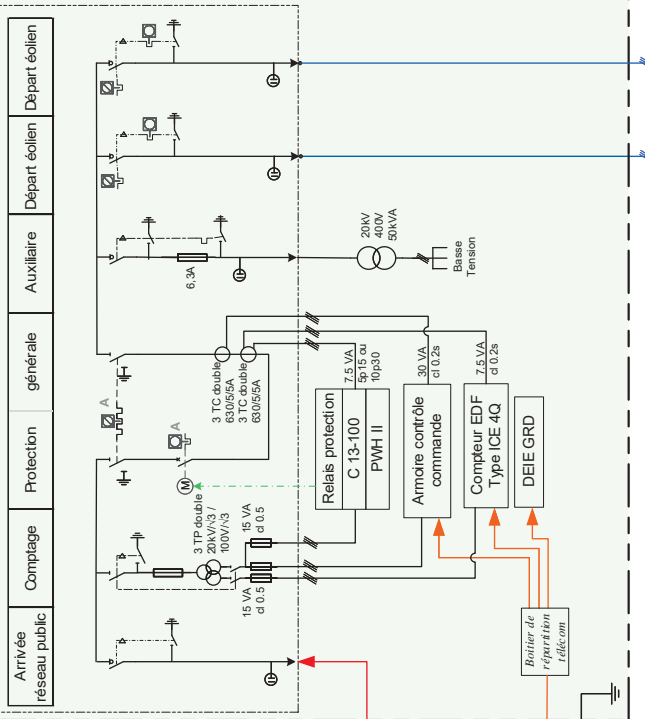 Départ éolien
Départ éolien
Auxiliaire
générale
Protection
Comptage
Arrivée
réseau public
6,3A
20kV
400V
50kVA
Basse
Tension
A
A
M
3 TC double
630/5/5A
3 TC double
630/5/5A
7.5 VA
5p15 ou
10p30
30 VA
cl 0.2s
7.5 VA
cl 0.2s
Relais protection
C 13-100
PWH II
Armoire contrôle
commande
Compteur EDF
Type ICE 4Q
DEIE GRD
3 TP double
20kV/√3 /
100V/√3
15 VA
cl 0.5
15 VA
cl 0.5
Boitier de
répartition
télécom